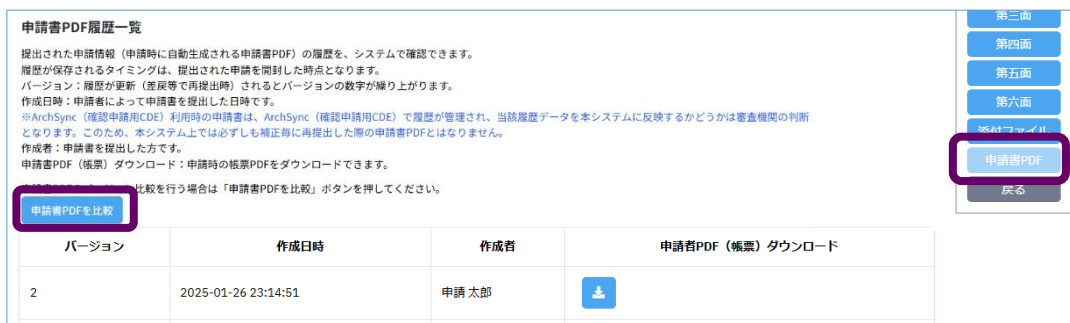 申請書PDF履歴一覧
提出された申請情報（申請時に自動生成される申請書PDF）の履歴を、システムで確認できます。
履歴が保存されるタイミングは、提出された申請を開封した時点となります。
バージョン：履歴が更新（差戻等で再提出時）されるとバージョンの数字が繰り上がります。
作成日時：申請者によって申請書を提出した日時です。
※ArchSync（確認申請用CDE）利用時の申請書は、ArchSync（確認申請用CDE）で履歴が管理され、当該履歴データを本システムに反映するかどうかは審査機関の判断
となります。このため、本システム上では必ずしも補正毎に再提出した際の申請書PDFとはなりません。
作成者：申請書を提出した方です。
申請書PDF（帳票）ダウンロード：申請時の帳票PDFをダウンロードできます。
比較を行う場合は「申請書PDFを比較」ボタンを押してください。
申請書PDFを比較
バージョン 作成日時 作成者 申請者PDF（帳票）ダウンロード
2 2025-01-26 23:14:51 申請 太郎
第三面
第四面
第五面
第六面
添付ファイル
申請書PDF
戻る